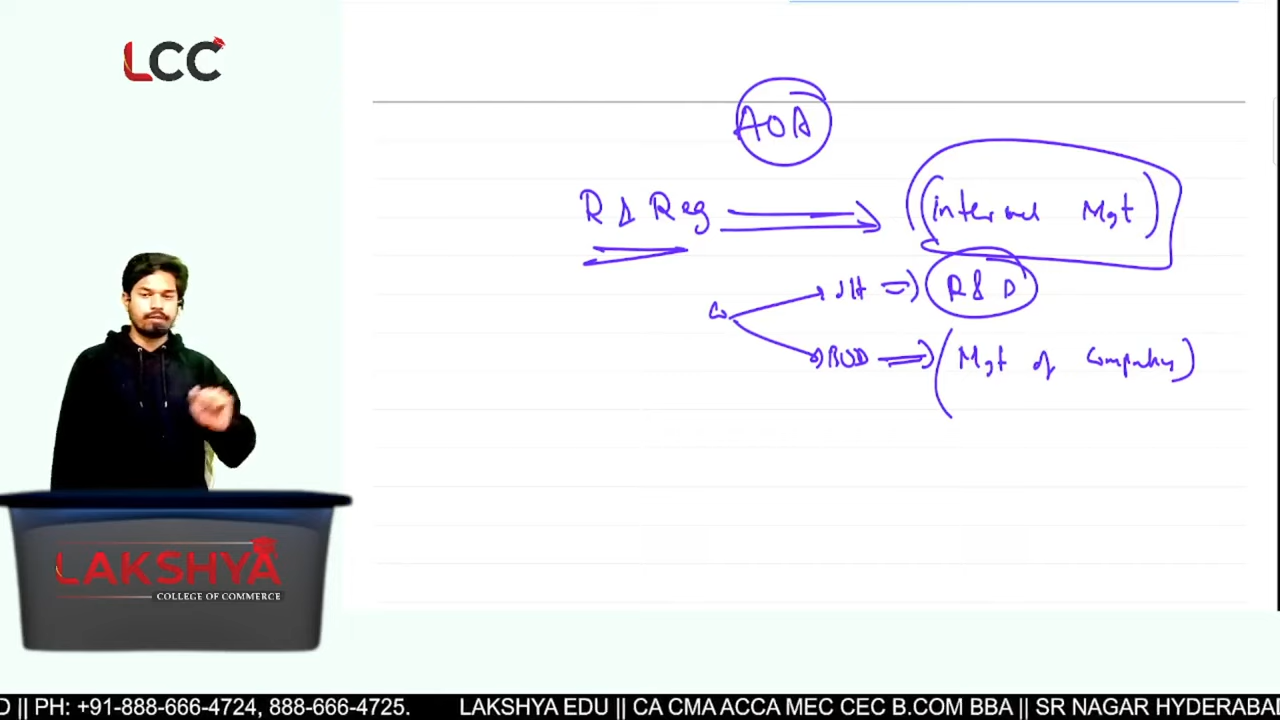 LCC
AOA
R & Reg ⇒ (internal Mgt)
Co → SH ⇒ R & D
→ BOD ⇒ (Mgt of Company)
LAKSHYA
COLLEGE OF COMMERCE
D || PH: +91-888-666-4724, 888-666-4725. LAKSHYA EDU || CA CMA ACCA MEC CEC B.COM BBA || SR NAGAR HYDERABA